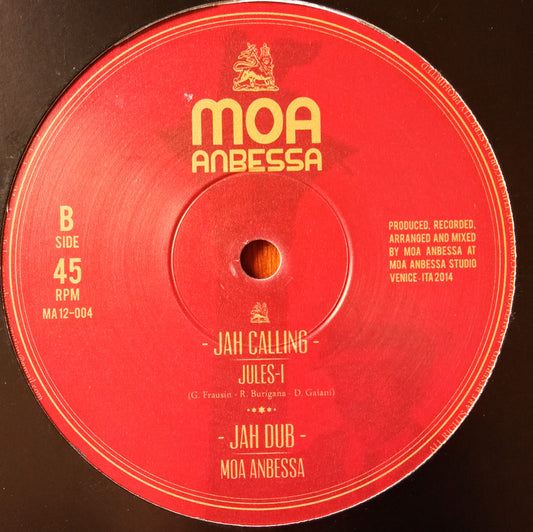 MOA
ANBESSA
B
SIDE
45
RPM
MA12-004
PRODUCED, RECORDED,
ARRANGED AND MIXED
BY MOA ANBESSA AT
MOA ANBESSA STUDIO
VENICE - ITA 2014
- JAH CALLING -
JULES-I
(G. Frausin - R. Burigana - D. Gaiani)
- JAH DUB -
MOA ANBESSA